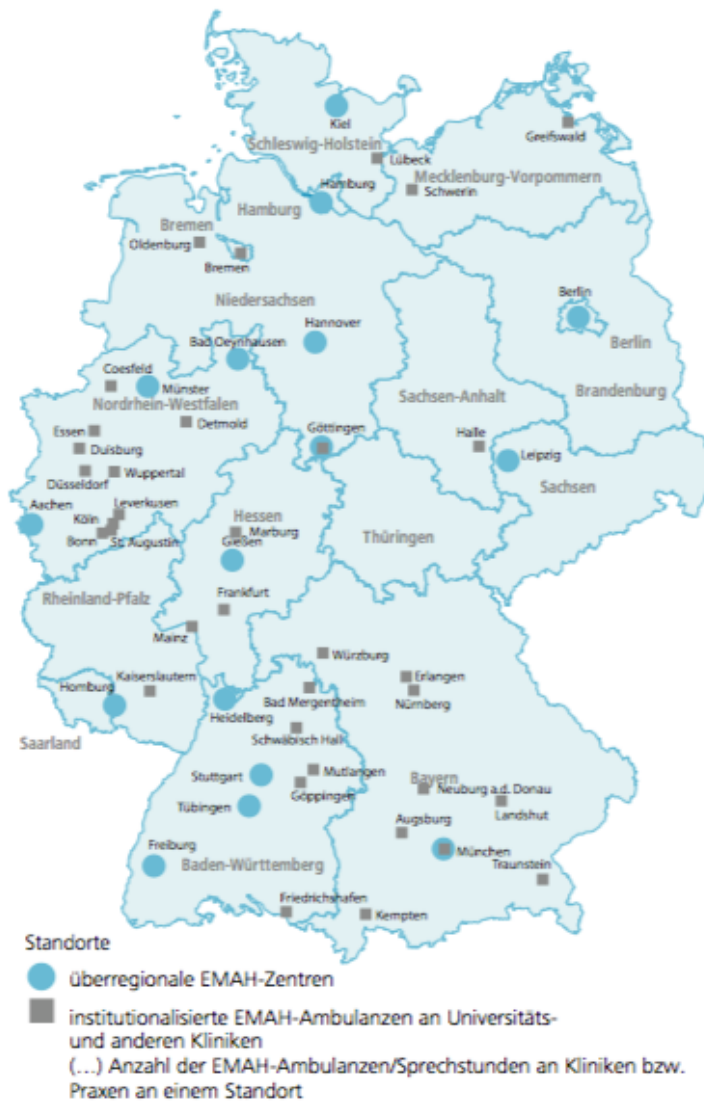 Kiel
Greifswald
Schleswig-Holstein
Lübeck
Mecklenburg-Vorpommern
Hamburg
Schwerin
Hamburg
Bremen
Oldenburg
Bremen
Berlin
Niedersachsen
Hannover
Bad Oeynhausen
Berlin
Coesfeld
Münster
Sachsen-Anhalt
Brandenburg
Nordrhein-Westfalen
Detmold
Essen
Göttingen
Halle
Duisburg
Leipzig
Wuppertal
Düsseldorf
Sachsen
Aachen
Leverkusen
Köln
Hessen
Marburg
Thüringen
Bonn
St. Augustin
Gießen
Frankfurt
Rheinland-Pfalz
Mainz
Würzburg
Kaiserslautern
Erlangen
Homburg
Bad Mergentheim
Nürnberg
Heidelberg
Schwäbisch Hall
Saarland
Stuttgart
Mutlangen
Bayern
Göppingen
Neuburg a.d. Donau
Tübingen
Landshut
Augsburg
Freiburg
München
Baden-Württemberg
Traunstein
Friedrichshafen
Kempten
Standorte
überregionale EMAH-Zentren
institutionalisierte EMAH-Ambulanzen an Universitäts-
und anderen Kliniken
(...) Anzahl der EMAH-Ambulanzen/Sprechstunden an Kliniken bzw.
Praxen an einem Standort